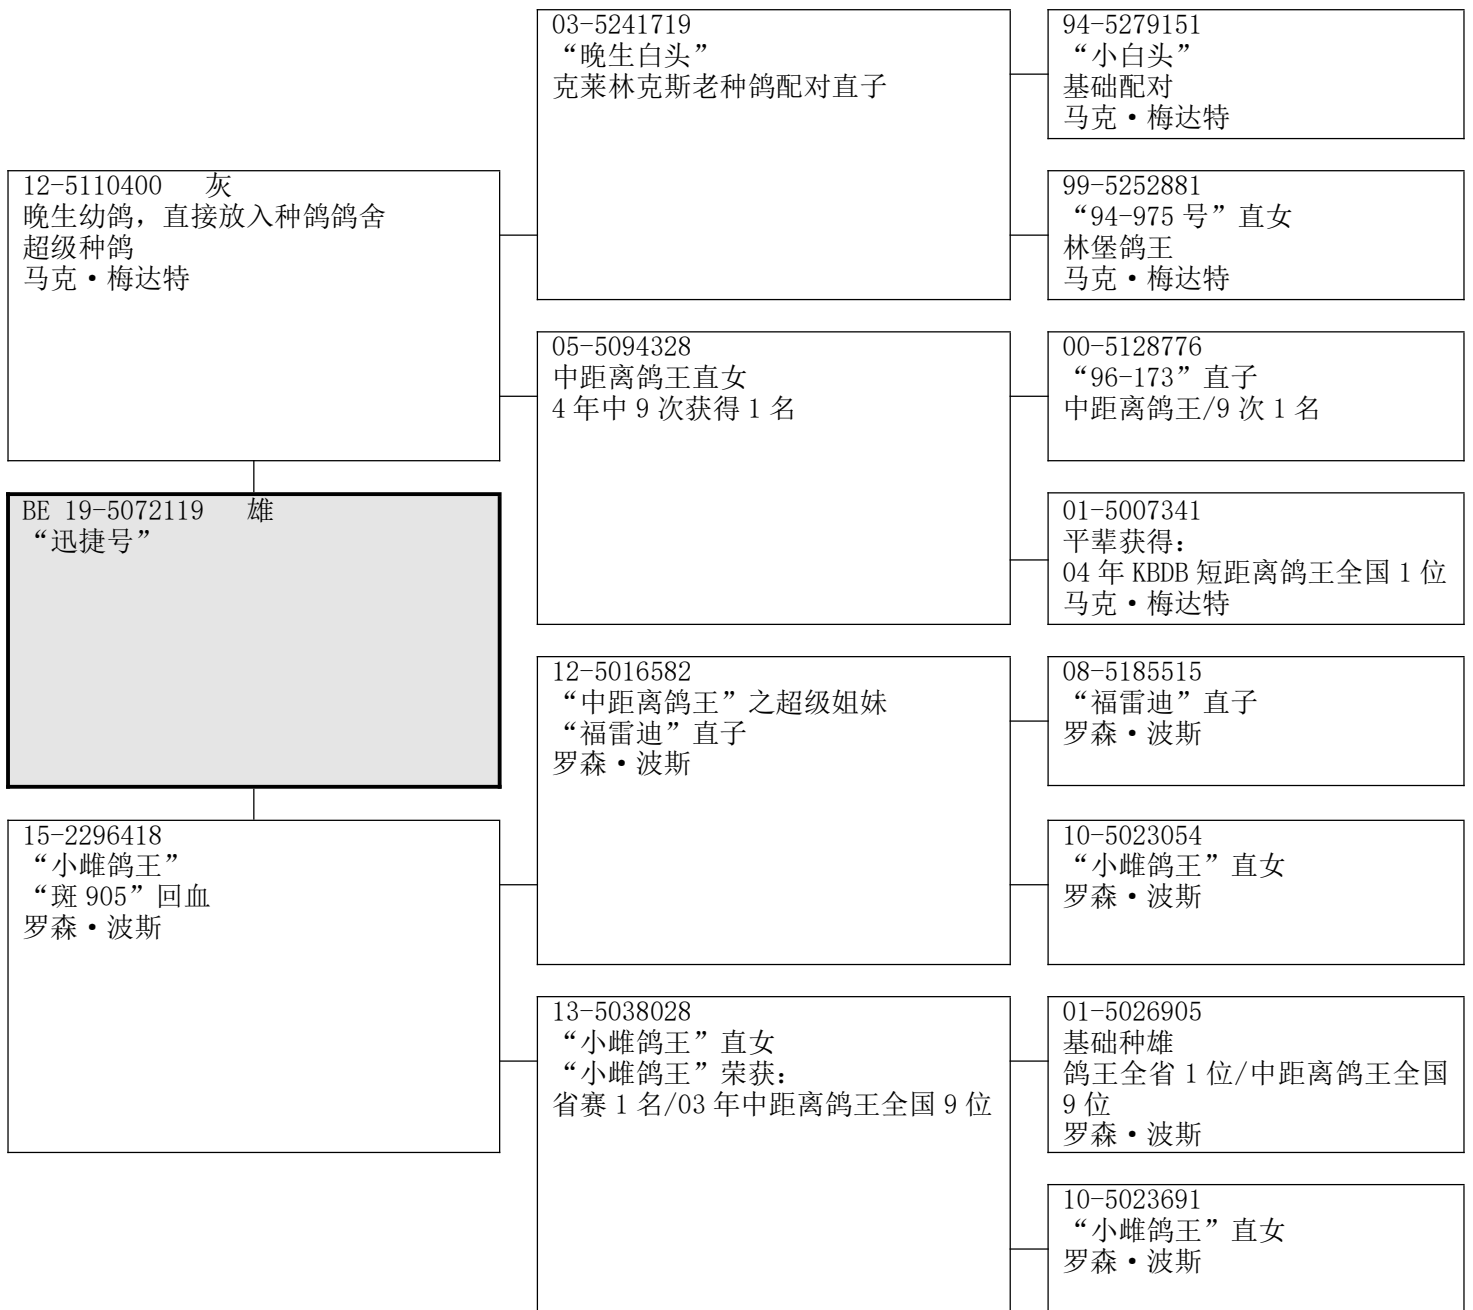 12-5110400 灰
晚生幼鸽，直接放入种鸽鸽舍
超级种鸽
马克·梅达特
BE 19-5072119 雄
“迅捷号”
15-2296418
“小雌鸽王”
“斑 905”回血
罗森·波斯
03-5241719
“晚生白头”
克莱林克斯老种鸽配对直子
05-5094328
中距离鸽王直女
4 年中 9 次获得 1 名
12-5016582
“中距离鸽王”之超级姐妹
“福雷迪”直子
罗森·波斯
13-5038028
“小雌鸽王”直女
“小雌鸽王”荣获：
省赛 1 名/03 年中距离鸽王全国 9 位
94-5279151
“小白头”
基础配对
马克·梅达特
99-5252881
“94-975 号”直女
林堡鸽王
马克·梅达特
00-5128776
“96-173”直子
中距离鸽王/9 次 1 名
01-5007341
平辈获得：
04 年 KBDB 短距离鸽王全国 1 位
马克·梅达特
08-5185515
“福雷迪”直子
罗森·波斯
10-5023054
“小雌鸽王”直女
罗森·波斯
01-5026905
基础种雄
鸽王全省 1 位/中距离鸽王全国
9 位
罗森·波斯
10-5023691
“小雌鸽王”直女
罗森·波斯